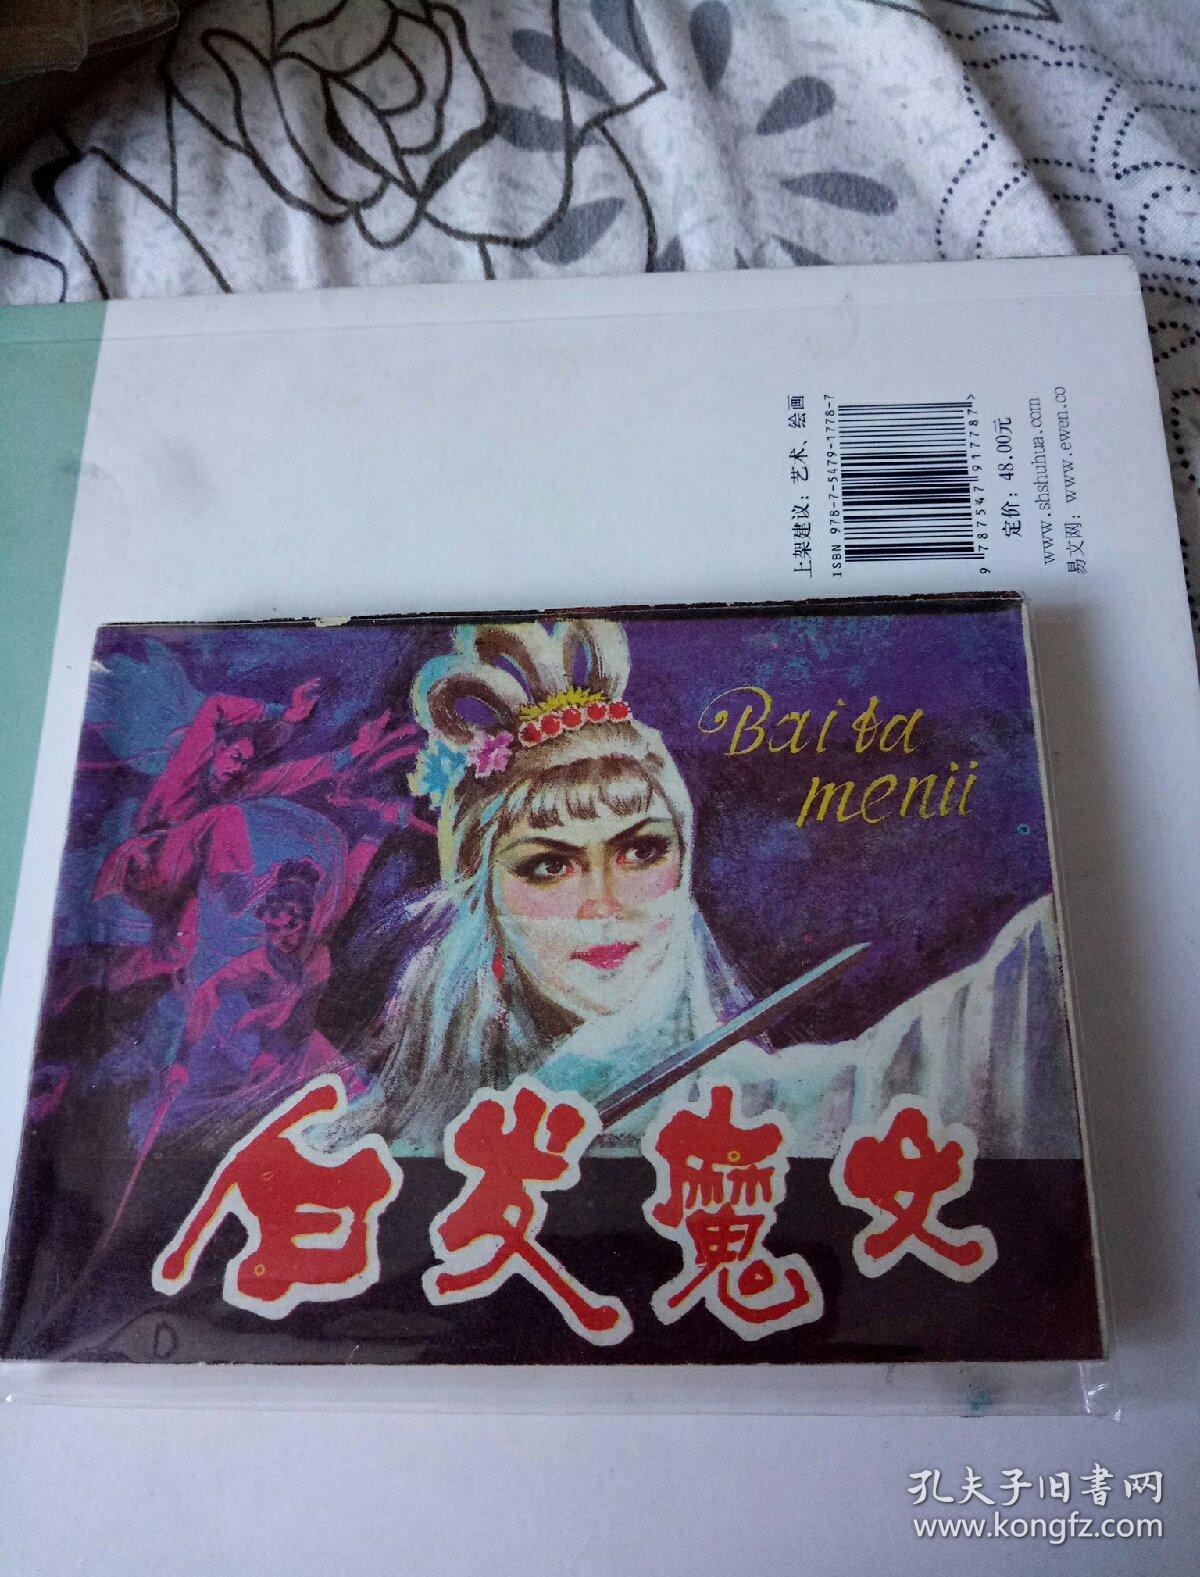 上架建议：艺术、绘画
ISBN 978-7-5479-1778-7
9 787547 917787 >
定价：48.00元
www.shshuhua.com
易文网：www.ewen.co
Bai fa
menü
白发魔女
D
孔夫子旧书网
www.kongfz.com